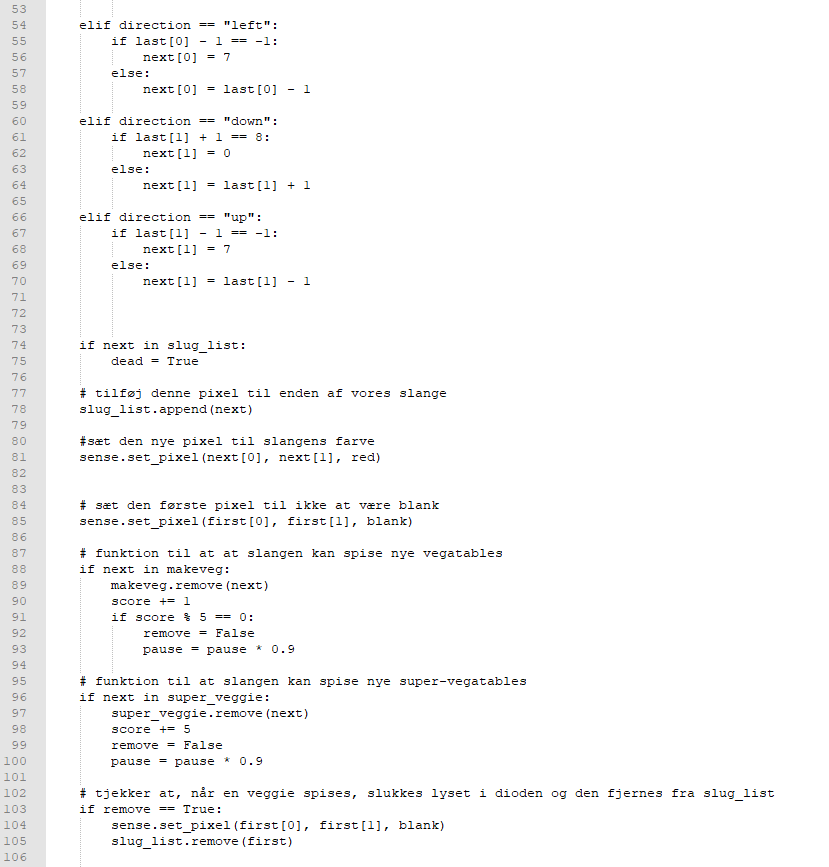 53
54 elif direction == "left":
55 if last[0] - 1 == -1:
56 next[0] = 7
57 else:
58 next[0] = last[0] - 1
59
60 elif direction == "down":
61 if last[1] + 1 == 8:
62 next[1] = 0
63 else:
64 next[1] = last[1] + 1
65
66 elif direction == "up":
67 if last[1] - 1 == -1:
68 next[1] = 7
69 else:
70 next[1] = last[1] - 1
71
72
73
74 if next in slug_list:
75 dead = True
76
77 # tilføj denne pixel til enden af vores slange
78 slug_list.append(next)
79
80 #sæt den nye pixel til slangens farve
81 sense.set_pixel(next[0], next[1], red)
82
83
84 # sæt den første pixel til ikke at være blank
85 sense.set_pixel(first[0], first[1], blank)
86
87 # funktion til at at slangen kan spise nye vegatables
88 if next in makeveg:
89 makeveg.remove(next)
90 score += 1
91 if score % 5 == 0:
92 remove = False
93 pause = pause * 0.9
94
95 # funktion til at slangen kan spise nye super-vegatables
96 if next in super_veggie:
97 super_veggie.remove(next)
98 score += 5
99 remove = False
100 pause = pause * 0.9
101
102 # tjekker at, når en veggie spises, slukkes lyset i dioden og den fjernes fra slug_list
103 if remove == True:
104 sense.set_pixel(first[0], first[1], blank)
105 slug_list.remove(first)
106